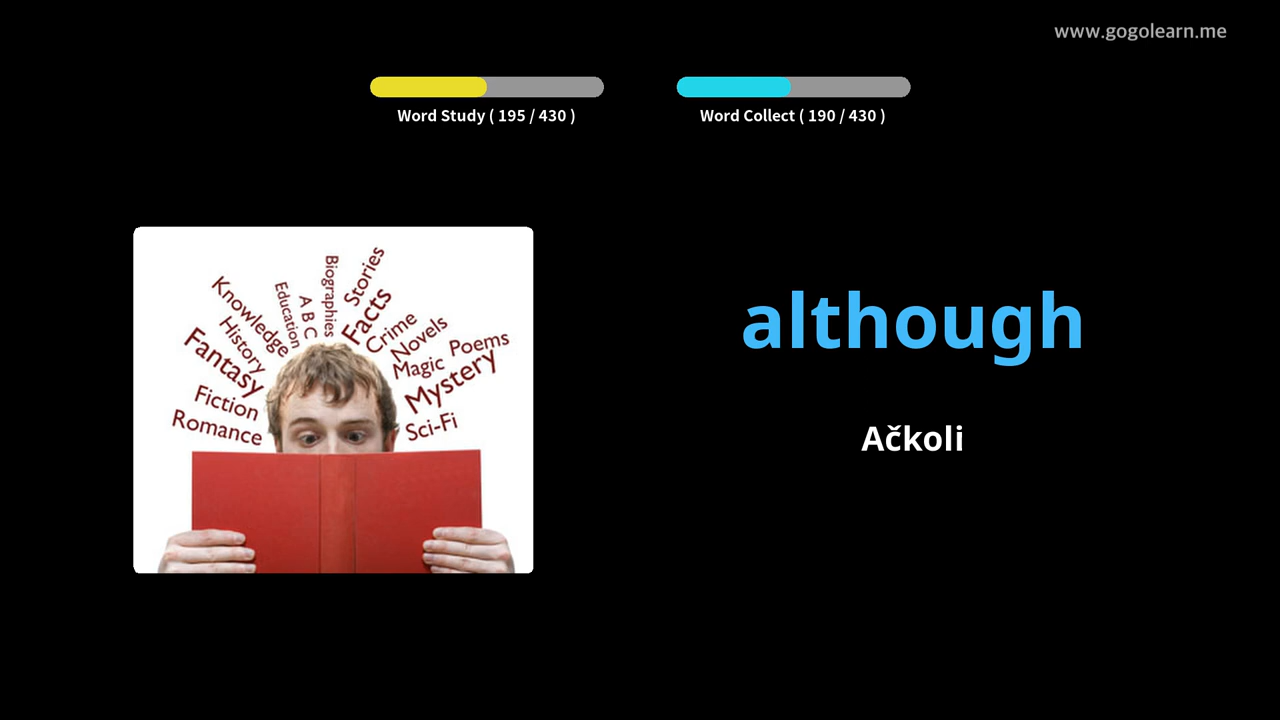 www.gogolearn.me
Word Study ( 195 / 430 )
Word Collect ( 190 / 430 )
Biographies
Stories
Education
A B C
Facts
Knowledge
Crime
History
Novels
Fantasy
Magic
Poems
Mystery
Fiction
Romance
Sci-Fi
although
Ačkoli